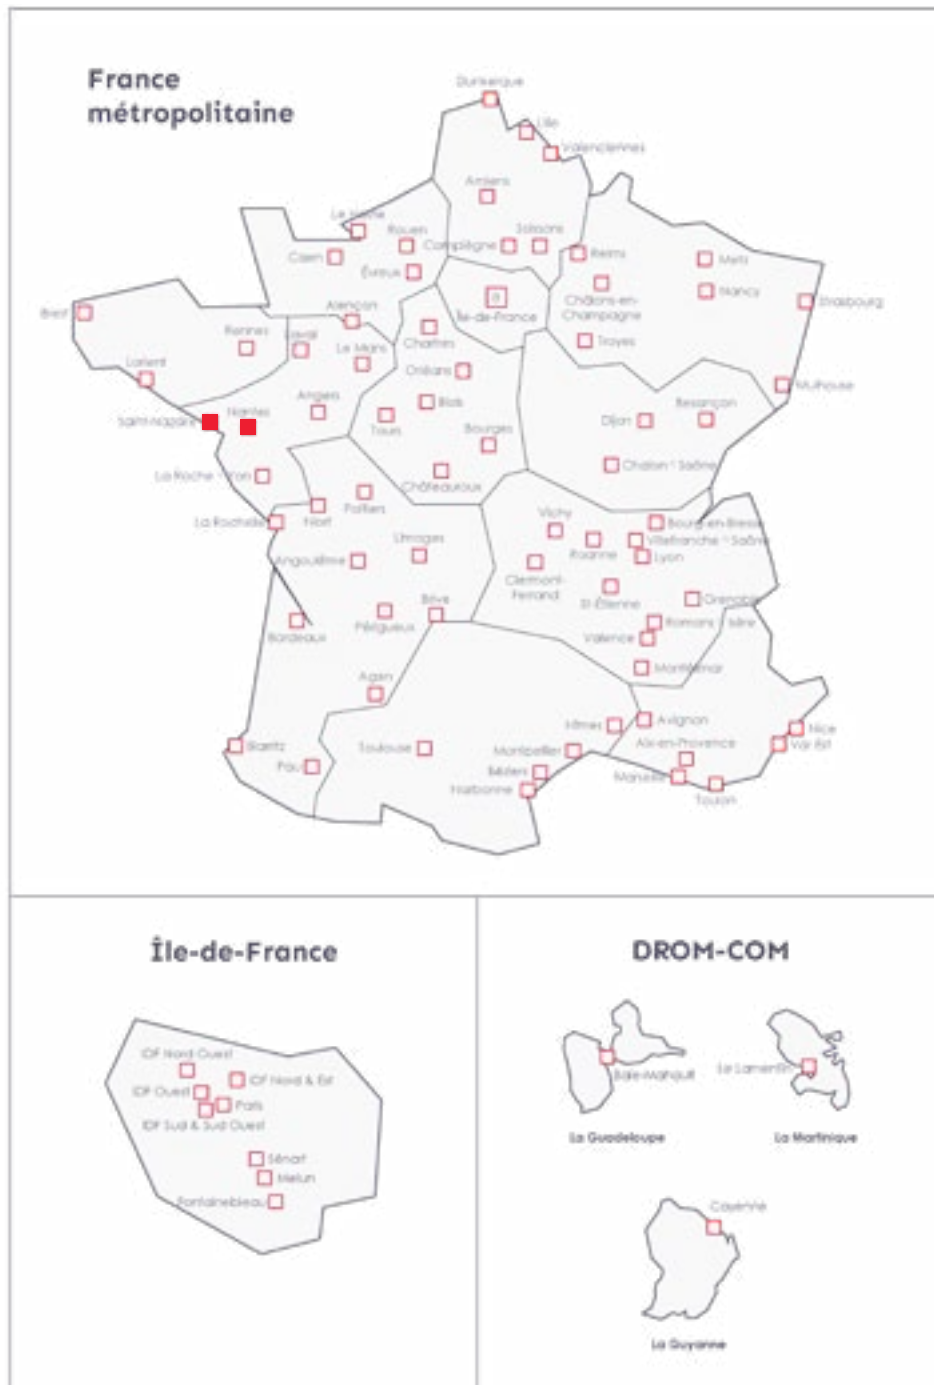 France
métropolitaine
Dunkerque
Lille
Valenciennes
Amiens
Le Havre
Rouen
Soissons
Compiègne
Caen
Reims
Metz
Évreux
Châlons-en-
Champagne
Nancy
Île-de-France
Strasbourg
Alençon
Brest
Rennes
Laval
Chartres
Troyes
Le Mans
Lorient
Orléans
Mulhouse
Angers
Blois
Besançon
Saint-Nazaire
Nantes
Tours
Dijon
Bourges
La Roche s/ Yon
Châteauroux
Chalon s/ Saône
Niort
Poitiers
La Rochelle
Vichy
Bourg-en-Bresse
Limoges
Roanne
Villefranche s/ Saône
Angoulême
Lyon
Clermont-
Ferrand
St-Étienne
Grenoble
Brive
Périgueux
Romans s/ Isère
Bordeaux
Valence
Montélimar
Agen
Nîmes
Avignon
Nice
Biarritz
Toulouse
Montpellier
Aix-en-Provence
Var Est
Pau
Béziers
Marseille
Narbonne
Toulon
Île-de-France
IDF Nord Ouest
IDF Nord & Est
IDF Ouest
Paris
IDF Sud & Sud Ouest
Sénart
Melun
Fontainebleau
DROM-COM
Baie-Mahault
Le Lamentin
La Guadeloupe
La Martinique
Cayenne
La Guyanne